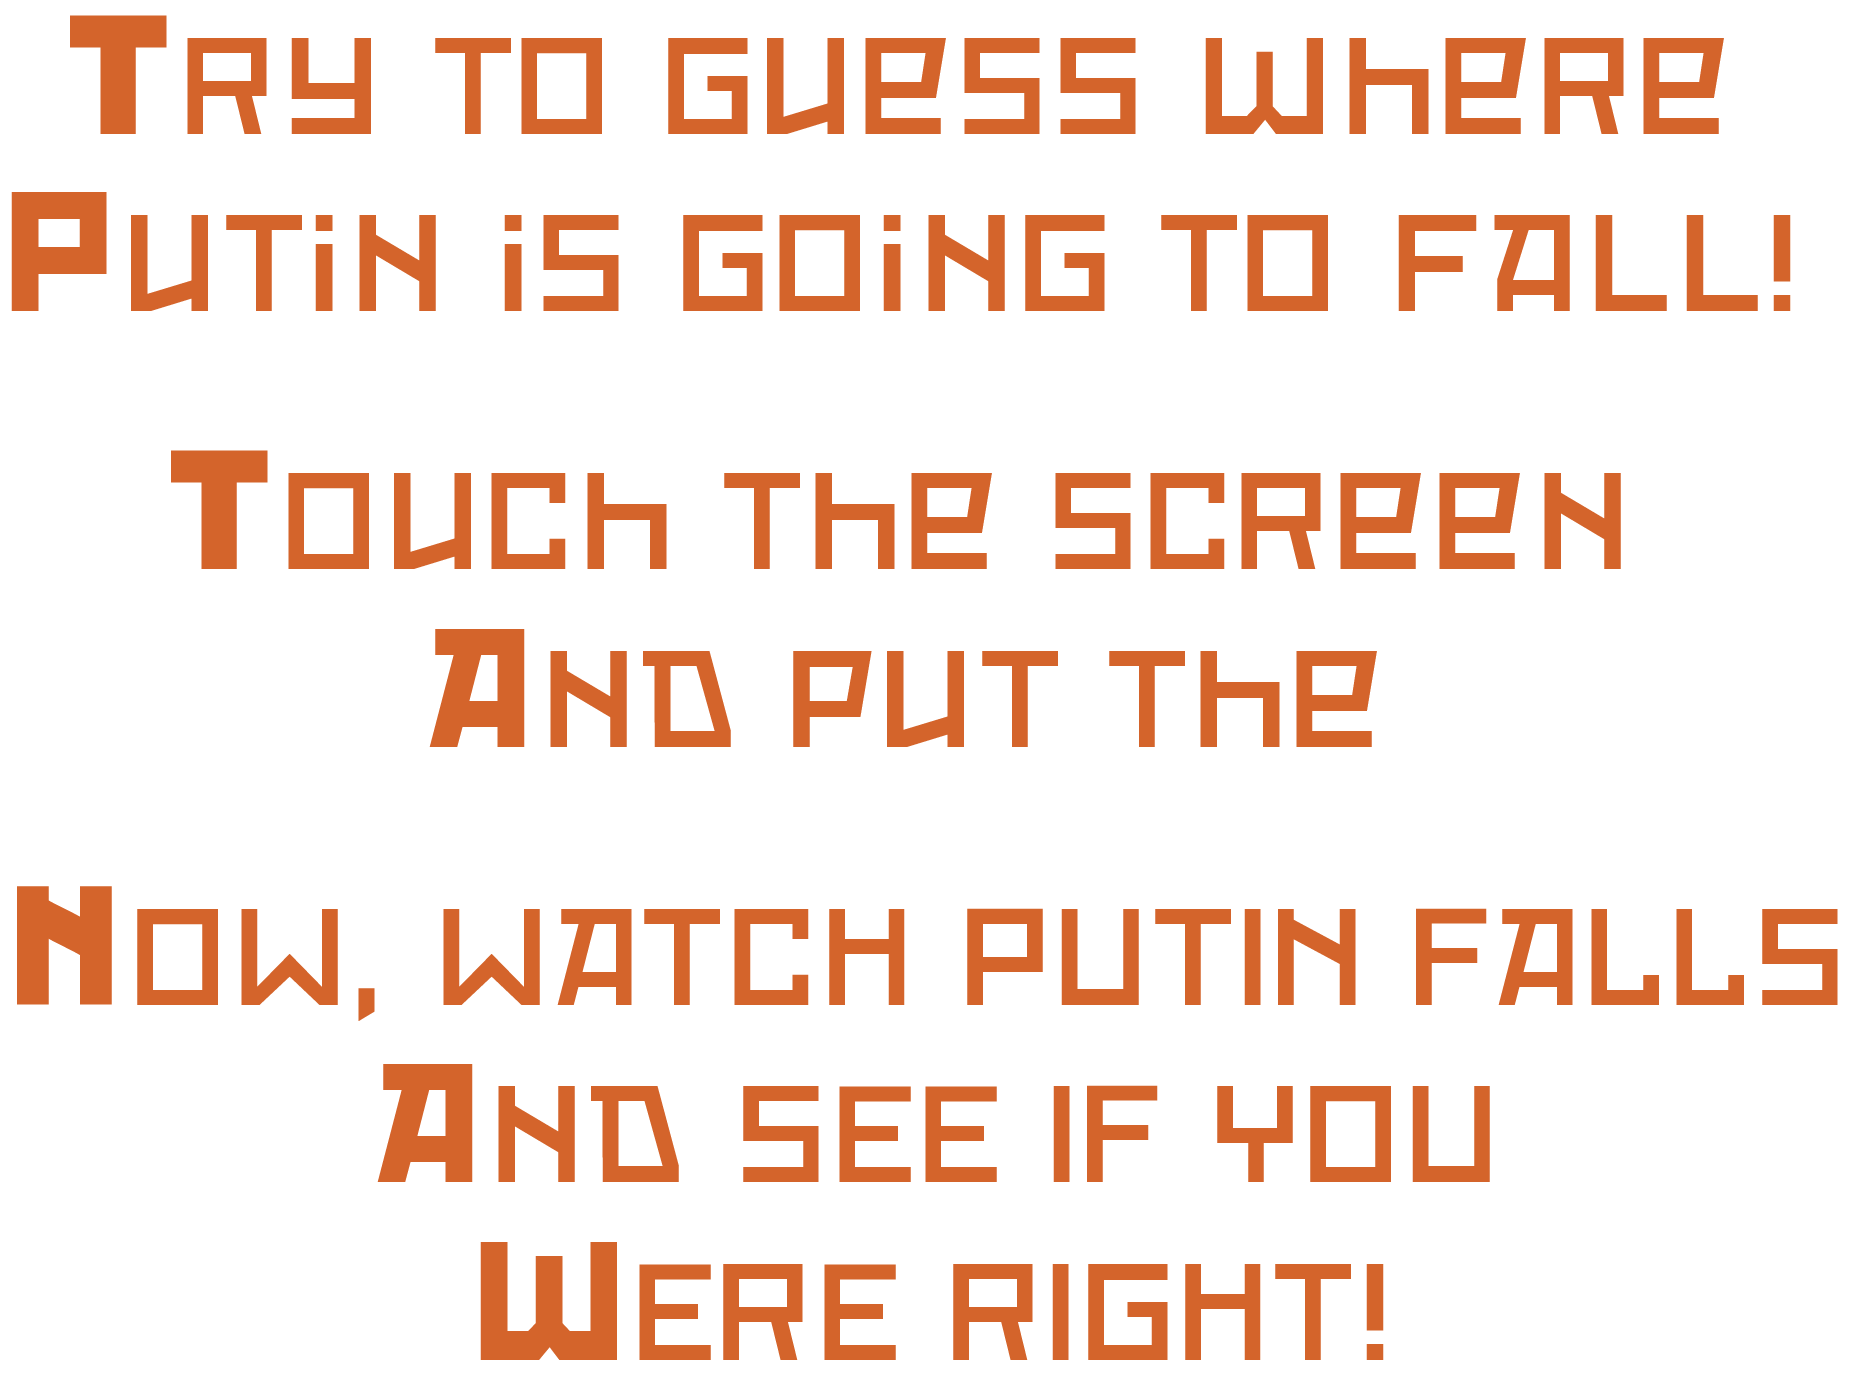 Try to guess where
Putin is going to fall!
Touch the screen
And put the
Now, watch putin falls
And see if you
Were right!